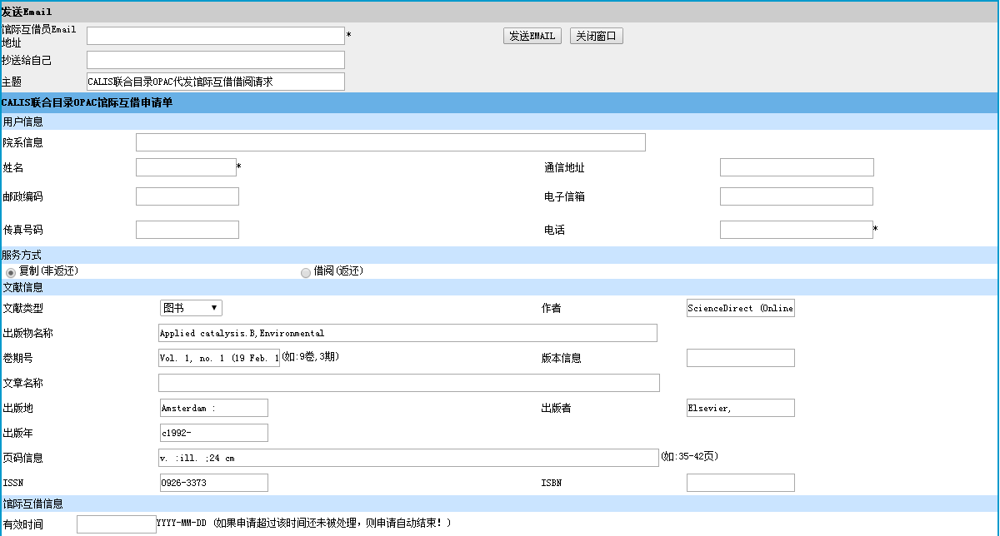 发送Email
馆际互借员Email
地址
*
发送EMAIL 关闭窗口
抄送给自己
主题 CALIS联合目录OPAC代发馆际互借借阅请求
CALIS联合目录OPAC馆际互借申请单
用户信息
院系信息
姓名 * 通信地址
邮政编码 电子信箱
传真号码 电话 *
服务方式
复制(非返还) 借阅(返还)
文献信息
文献类型 图书 作者 ScienceDirect (Online
出版物名称 Applied catalysis.B,Environmental
卷期号 Vol. 1, no. 1 (19 Feb. 1 (如:9卷,3期) 版本信息
文章名称
出版地 Amsterdam : 出版者 Elsevier,
出版年 c1992-
页码信息 v. :ill. ;24 cm (如:35-42页)
ISSN 0926-3373 ISBN
馆际互借信息
有效时间 YYYY-MM-DD (如果申请超过该时间还未被处理，则申请自动结束！)